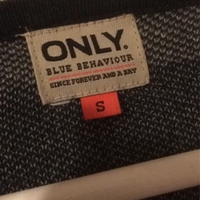 ONLY.
BLUE BEHAVIOUR
SINCE FOREVER AND A DAY
S